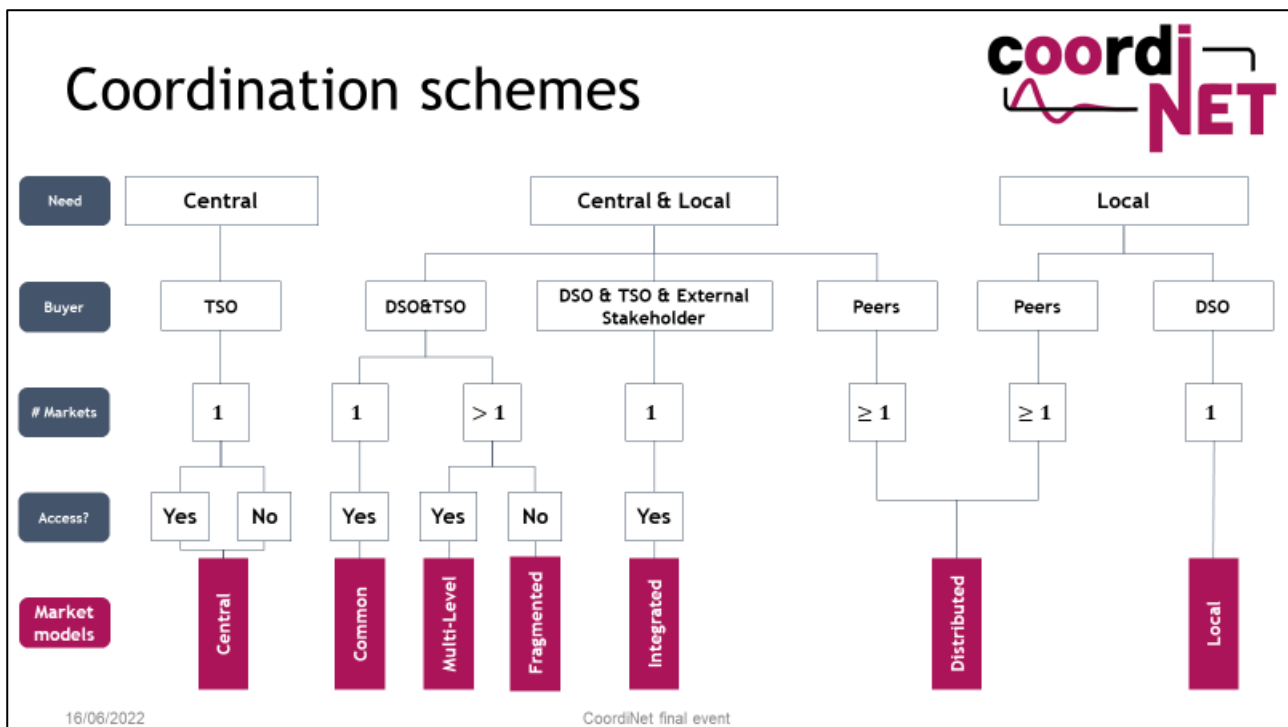 Coordination schemes
coordi
NET
Need
Central
Central & Local
Local
Buyer
TSO
DSO&TSO
DSO & TSO & External
Stakeholder
Peers
Peers
DSO
# Markets
1
1
> 1
1
≥ 1
≥ 1
1
Access?
Yes
No
Yes
Yes
No
Yes
Market
models
Central
Common
Multi-Level
Fragmented
Integrated
Distributed
Local
16/06/2022
CoordiNet final event